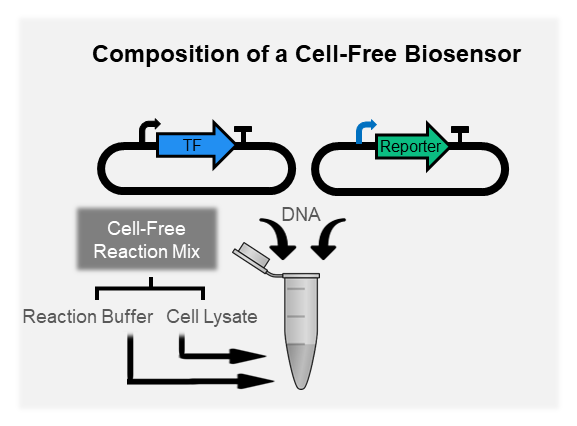 Composition of a Cell-Free Biosensor
TF
Reporter
DNA
Cell-Free
Reaction Mix
Reaction Buffer
Cell Lysate